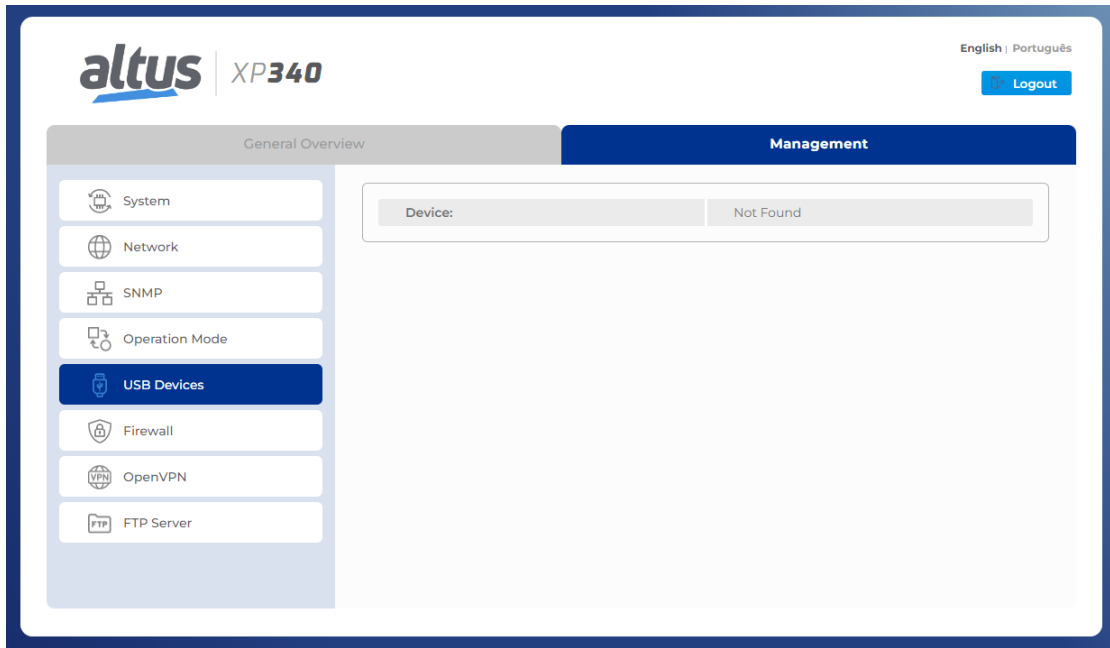 altus XP340
English | Português
Logout
General Overview
Management
System
Network
SNMP
Operation Mode
USB Devices
VPN OpenVPN
Firewall
FTP FTP Server
Device: Not Found